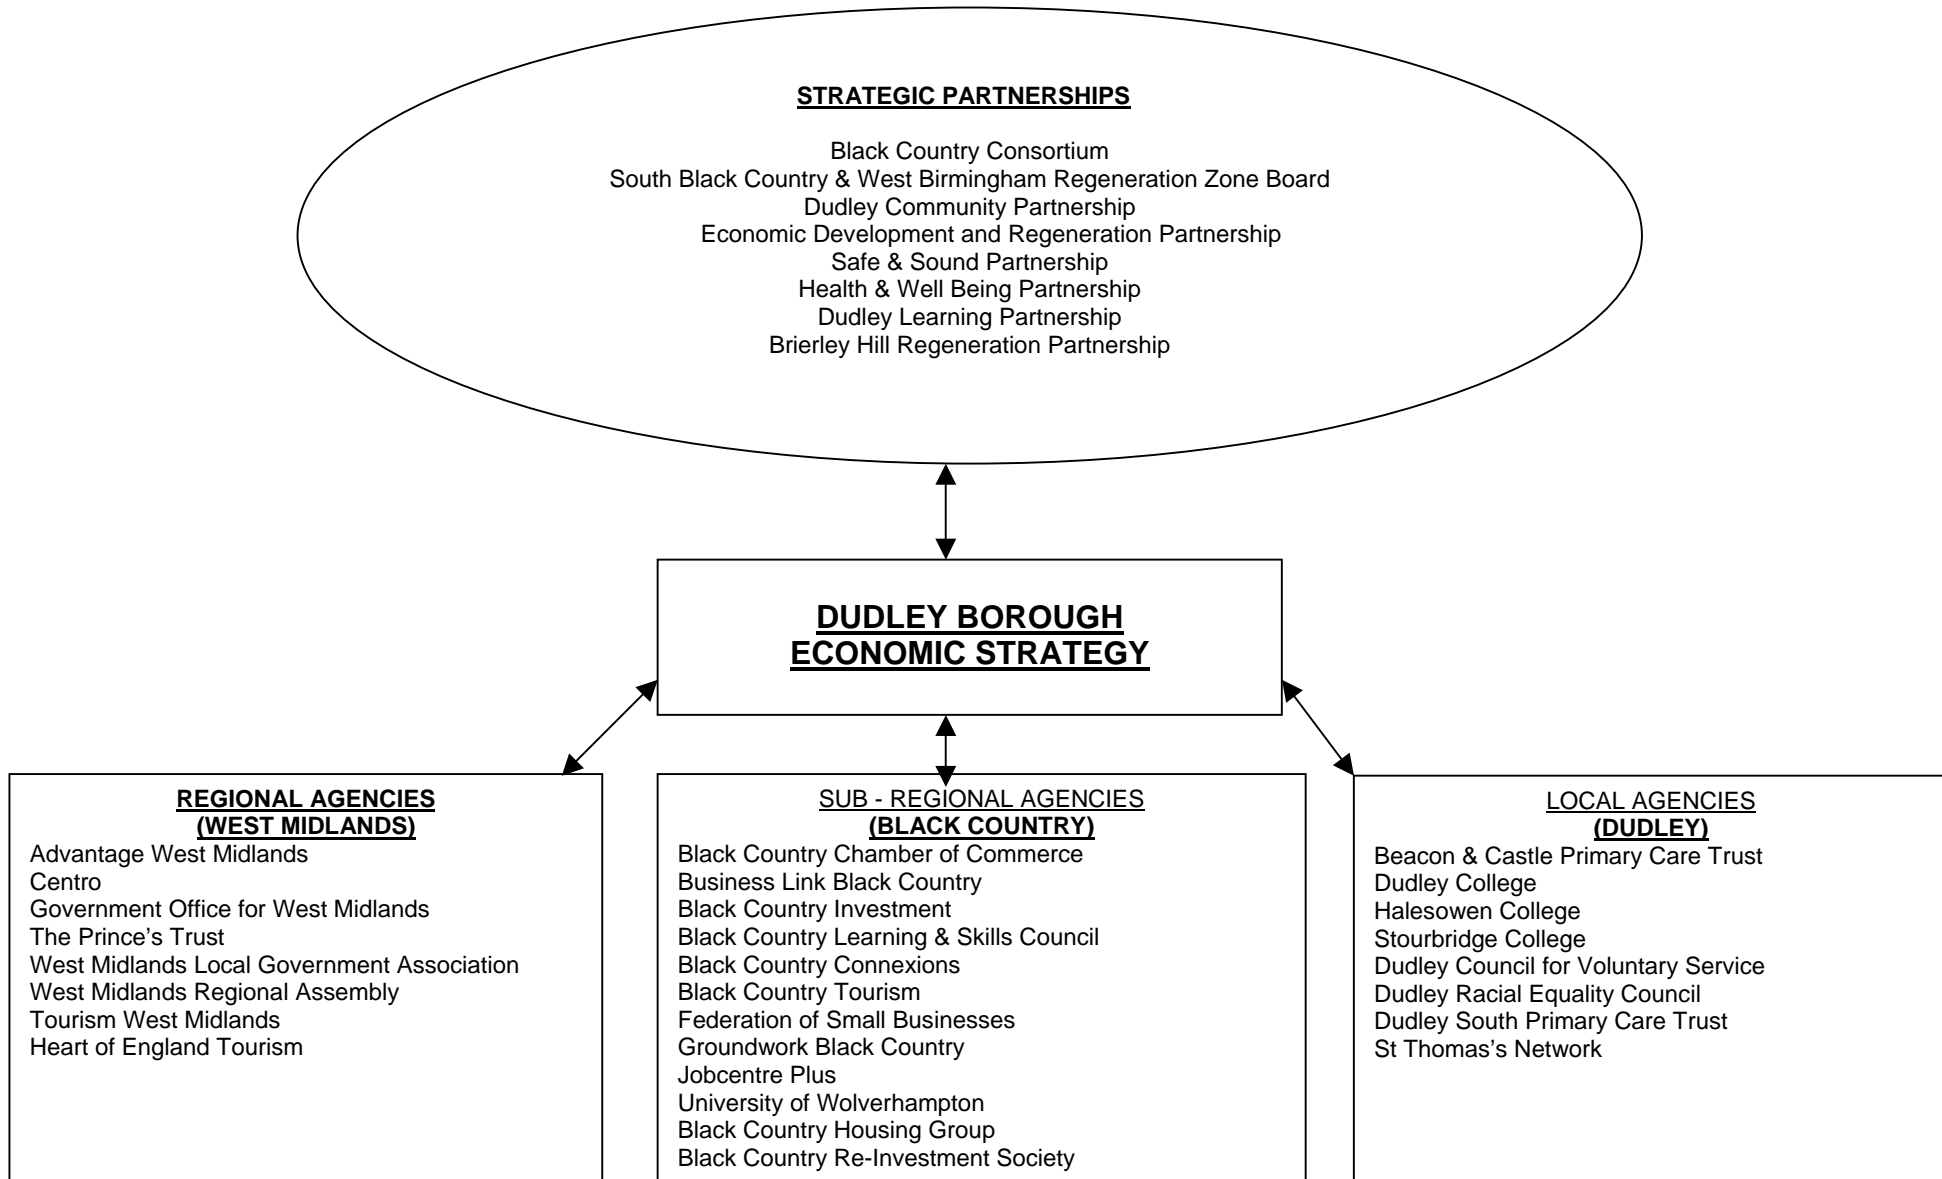 STRATEGIC PARTNERSHIPS
Black Country Consortium
South Black Country & West Birmingham Regeneration Zone Board
Dudley Community Partnership
Economic Development and Regeneration Partnership
Safe & Sound Partnership
Health & Well Being Partnership
Dudley Learning Partnership
Brierley Hill Regeneration Partnership
DUDLEY BOROUGH
ECONOMIC STRATEGY
REGIONAL AGENCIES
(WEST MIDLANDS)
Advantage West Midlands
Centro
Government Office for West Midlands
The Prince’s Trust
West Midlands Local Government Association
West Midlands Regional Assembly
Tourism West Midlands
Heart of England Tourism
SUB - REGIONAL AGENCIES
(BLACK COUNTRY)
Black Country Chamber of Commerce
Business Link Black Country
Black Country Investment
Black Country Learning & Skills Council
Black Country Connexions
Black Country Tourism
Federation of Small Businesses
Groundwork Black Country
Jobcentre Plus
University of Wolverhampton
Black Country Housing Group
Black Country Re-Investment Society
LOCAL AGENCIES
(DUDLEY)
Beacon & Castle Primary Care Trust
Dudley College
Halesowen College
Stourbridge College
Dudley Council for Voluntary Service
Dudley Racial Equality Council
Dudley South Primary Care Trust
St Thomas’s Network